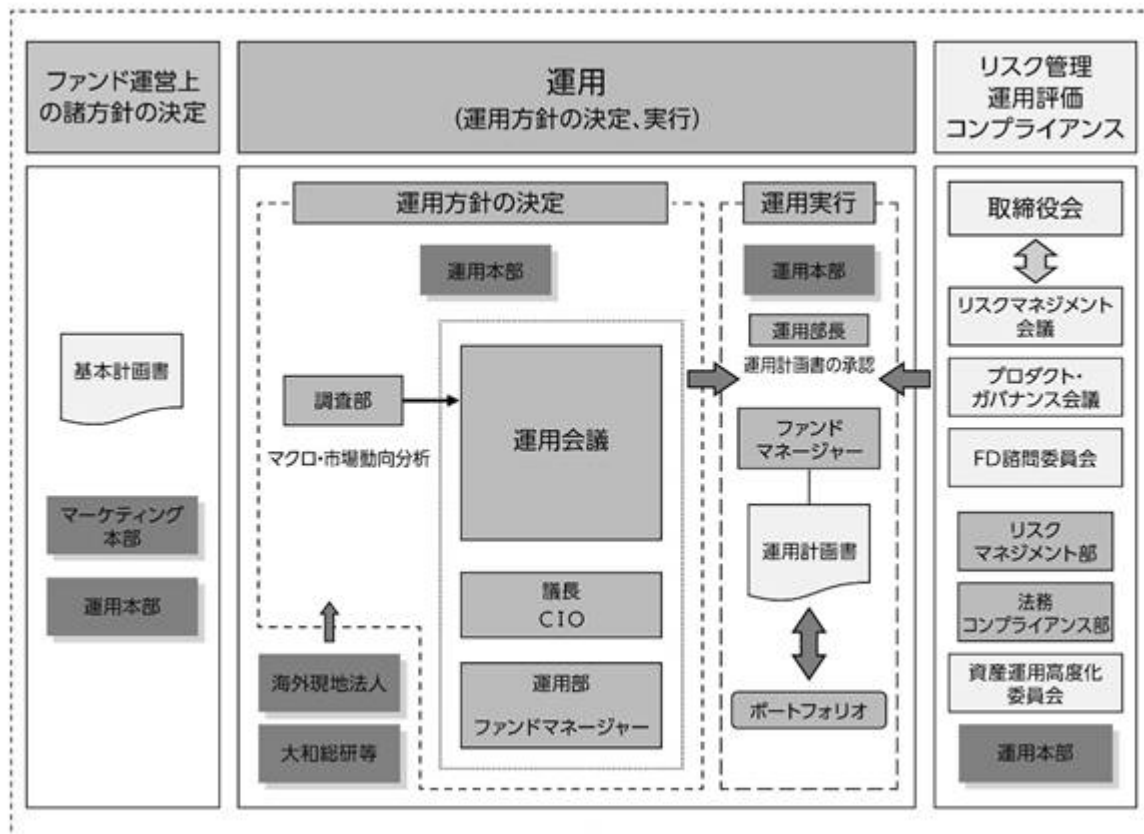 ファンド運営上
の諸方針の決定
運用
(運用方針の決定、実行)
リスク管理
運用評価
コンプライアンス
基本計画書
マーケティング
本部
運用本部
運用方針の決定
運用本部
調査部
マクロ・市場動向分析
運用会議
議長
CIO
運用部
ファンドマネージャー
海外現地法人
大和総研等
運用実行
運用本部
運用部長
運用計画書の承認
ファンド
マネージャー
運用計画書
ポートフォリオ
取締役会
リスクマネジメント
会議
プロダクト・
ガバナンス会議
FD諮問委員会
リスク
マネジメント部
法務
コンプライアンス部
資産運用高度化
委員会
運用本部